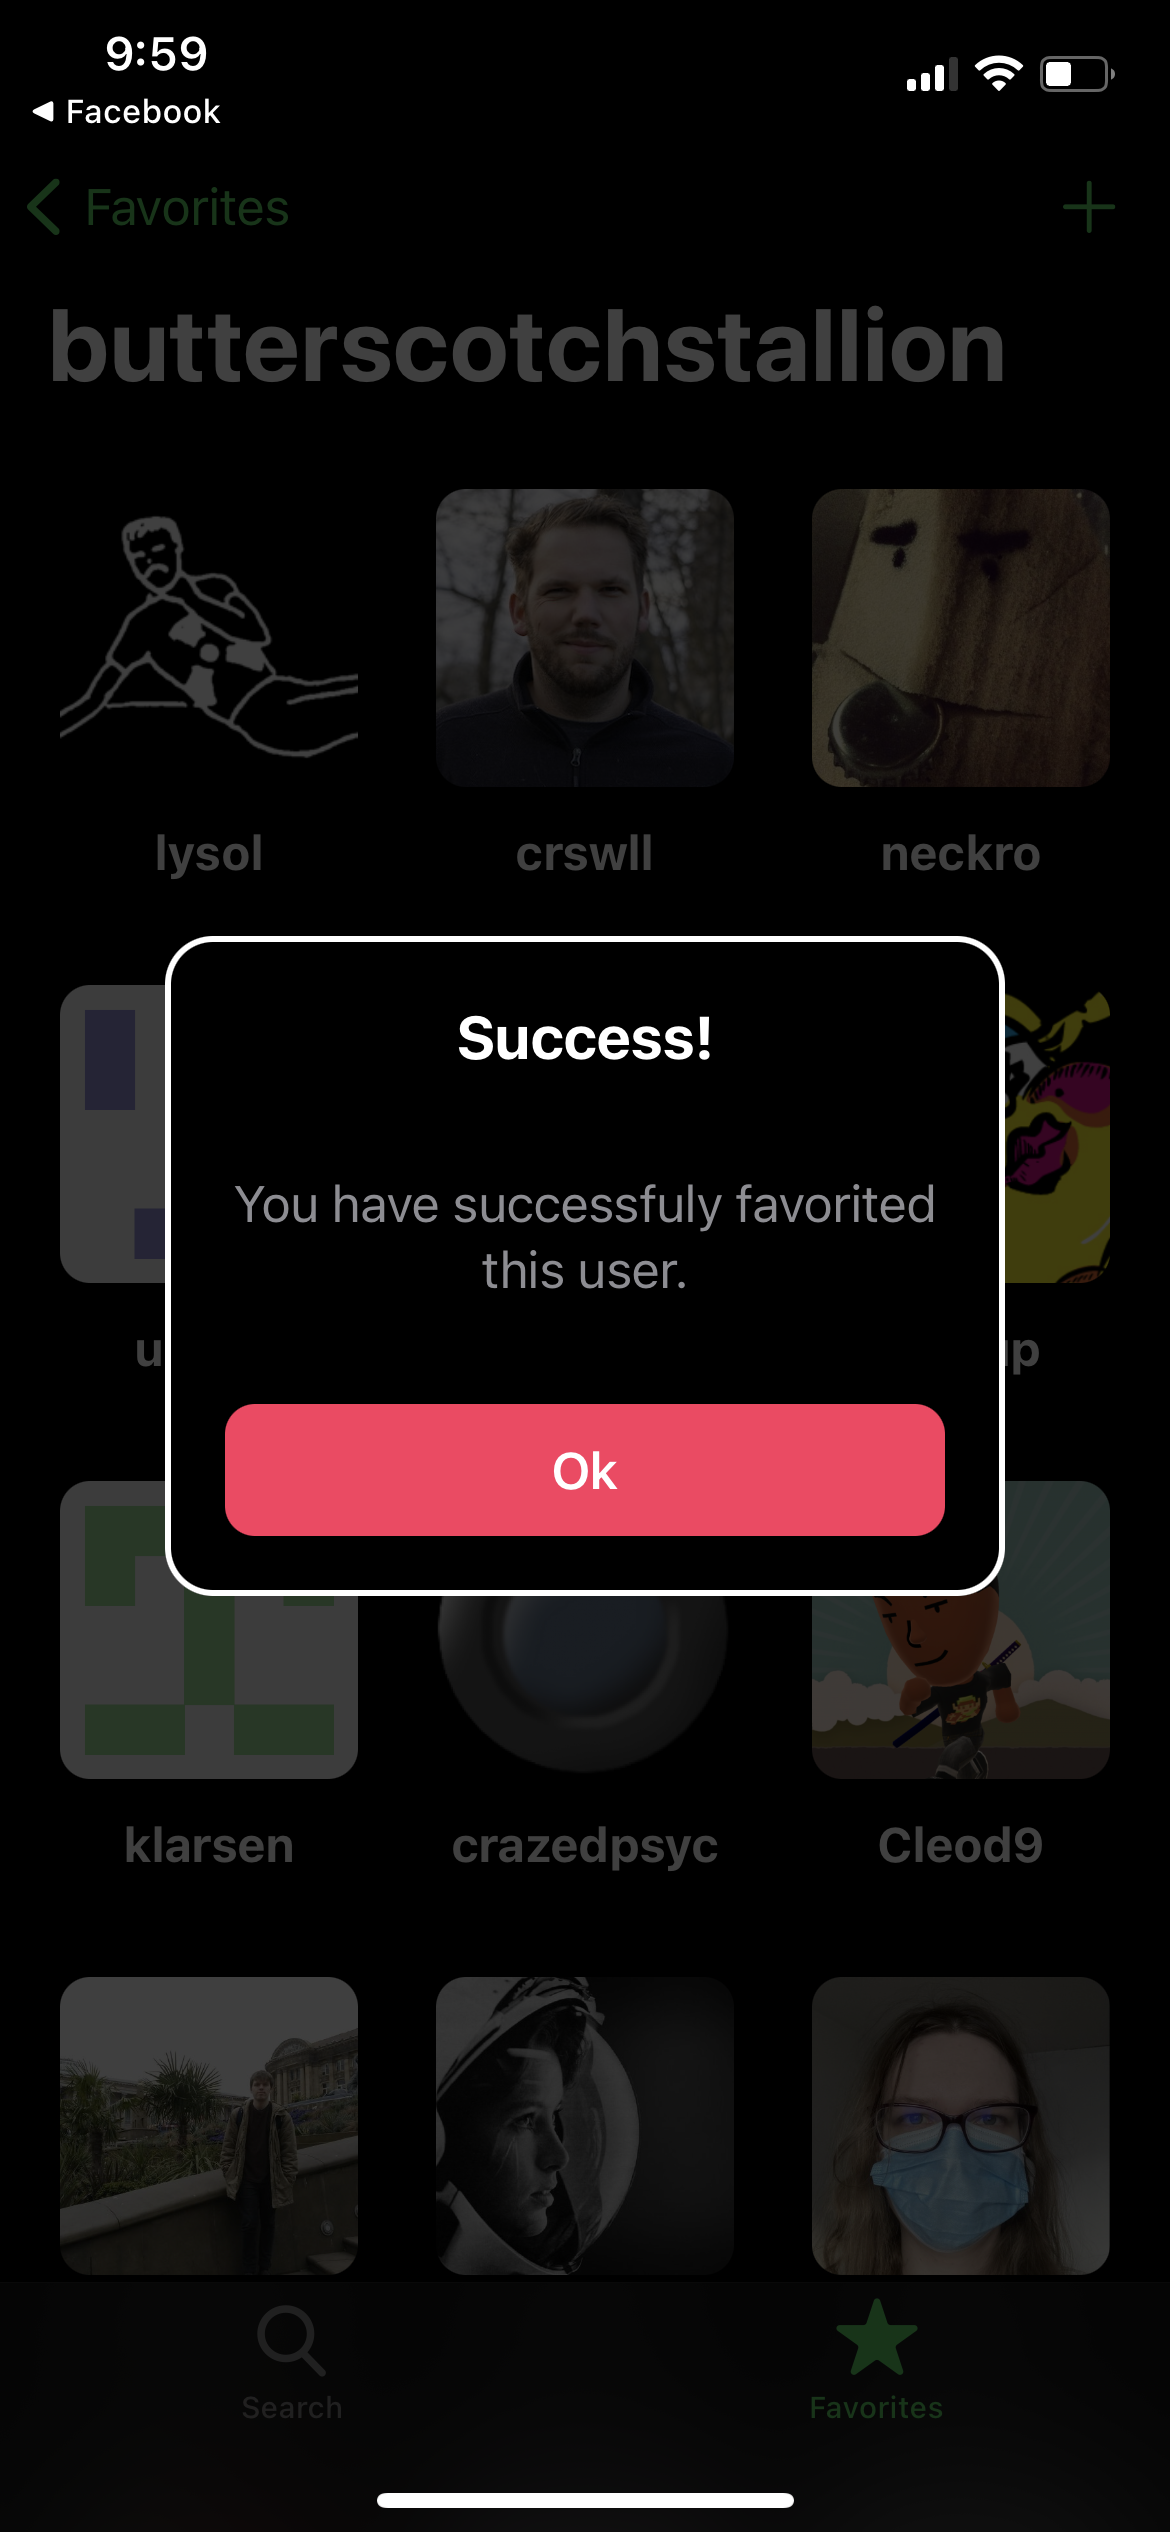 9:59
Facebook
Favorites
butterscotchstallion
lysol
crswll
neckro
Success!
You have successfuly favorited
this user.
Ok
klarsen
crazedpsyc
Cleod9
Search
Favorites